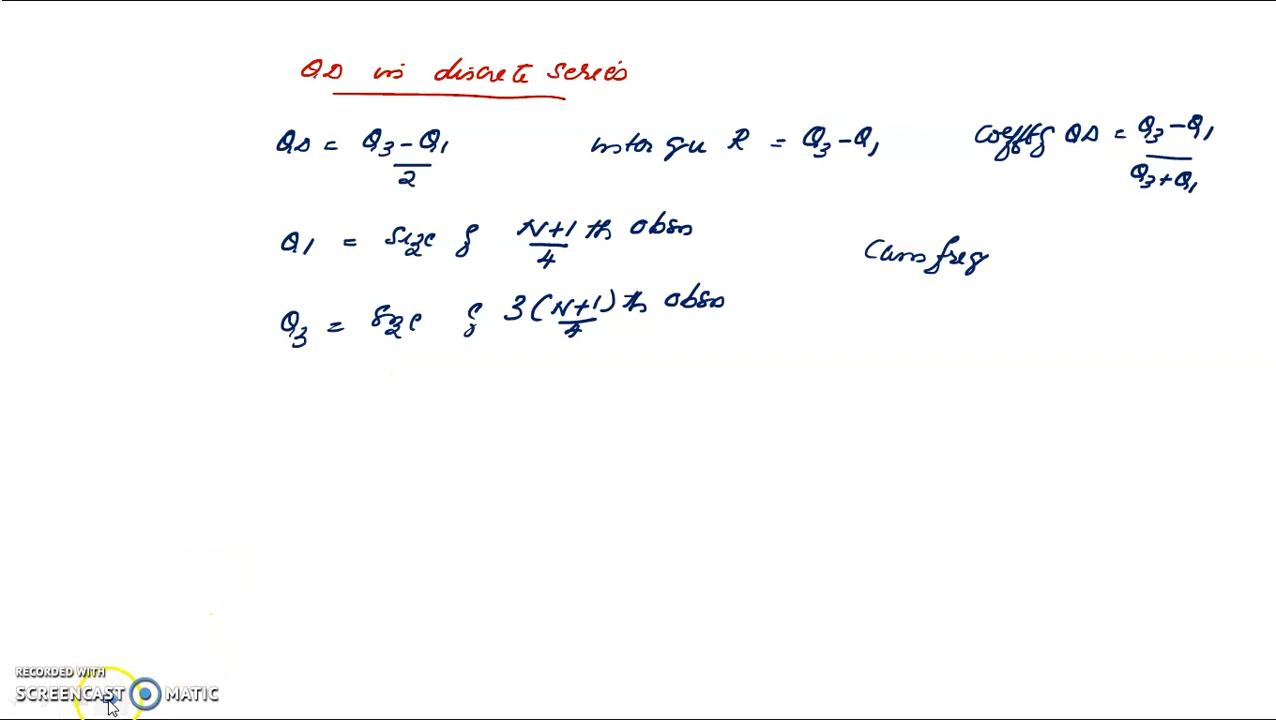 QD in discrete series
QD = Q3 - Q1 / 2 inter qu R = Q3 - Q1 coefft of QD = Q3 - Q1 / Q3 + Q1
Q1 = size of N+1 / 4 th obsn
Q3 = size of 3 (N+1) / 4 th obsn
Cum freq
RECORDED WITH
SCREENCAST MATIC